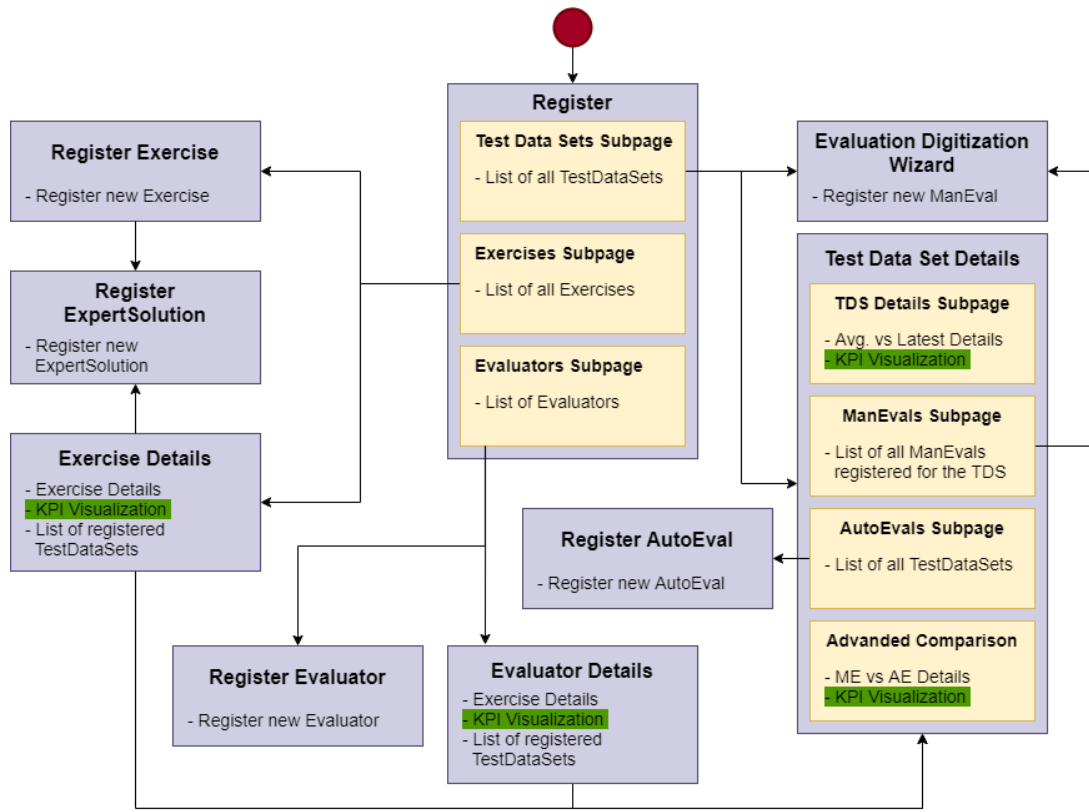 Register
Test Data Sets Subpage
- List of all TestDataSets
Exercises Subpage
- List of all Exercises
Evaluators Subpage
- List of Evaluators
Register Exercise
- Register new Exercise
Register
ExpertSolution
- Register new
ExpertSolution
Exercise Details
- Exercise Details
- KPI Visualization
- List of registered
TestDataSets
Register Evaluator
- Register new Evaluator
Evaluator Details
- Exercise Details
- KPI Visualization
- List of registered
TestDataSets
Register AutoEval
- Register new AutoEval
Evaluation Digitization
Wizard
- Register new ManEval
Test Data Set Details
TDS Details Subpage
- Avg. vs Latest Details
- KPI Visualization
ManEvals Subpage
- List of all ManEvals
registered for the TDS
AutoEvals Subpage
- List of all TestDataSets
Advanded Comparison
- ME vs AE Details
- KPI Visualization